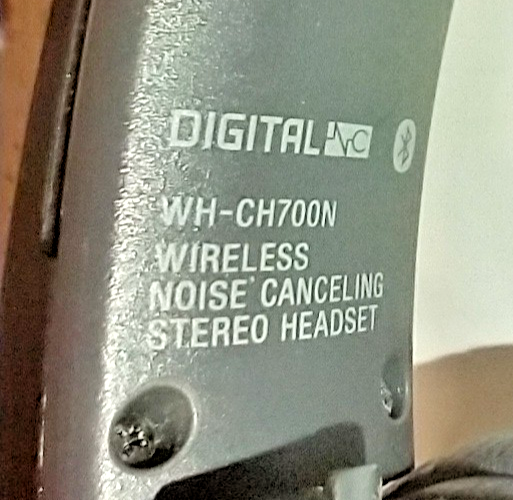 DIGITAL NC
WH-CH700N
WIRELESS
NOISE CANCELING
STEREO HEADSET